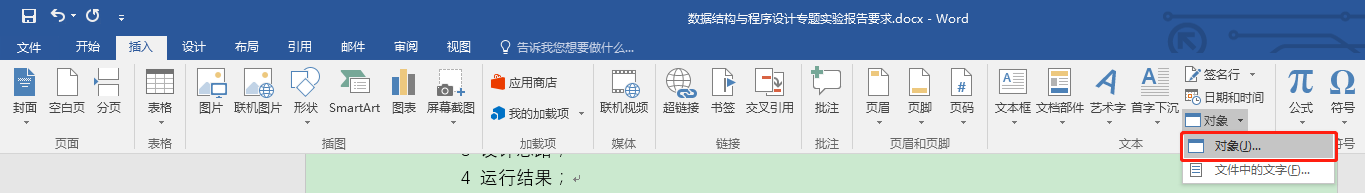 数据结构与程序设计专题实验报告要求.docx - Word
文件 开始 插入 设计 布局 引用 邮件 审阅 视图 告诉我您想要做什么...
封面 空白页 分页 表格 图片 联机图片 形状 SmartArt 图表 屏幕截图 应用商店 我的加载项 联机视频 超链接 书签 交叉引用 批注 页眉 页脚 页码 文本框 文档部件 艺术字 首字下沉 签名行 日期和时间 对象 公式 符号
页面 表格 插图 加载项 媒体 链接 批注 页眉和页脚 文本 对象(J)...
文件中的文字(F)...
4 运行结果；